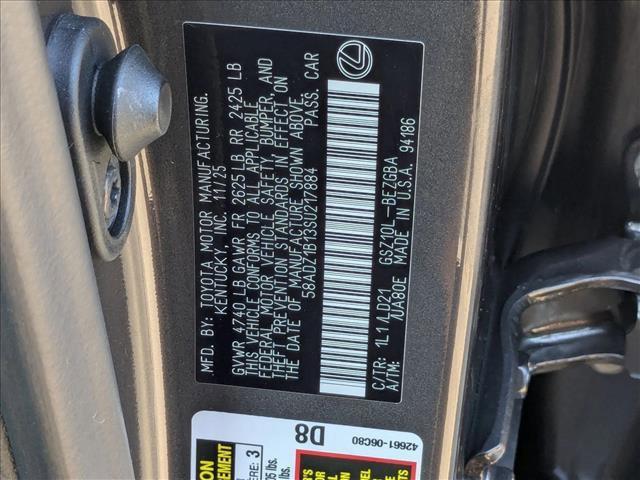 MFD. BY: TOYOTA MOTOR MANUFACTURING.
KENTUCKY, INC. 11/25
GVWR 4740 LB GAWR FR 2625 LB RR 2425 LB
THIS VEHICLE CONFORMS TO ALL APPLICABLE
FEDERAL MOTOR VEHICLE SAFETY, BUMPER, AND
THEFT PREVENTION STANDARDS IN EFFECT ON
THE DATE OF MANUFACTURE SHOWN ABOVE.
58ADZ1B13SU217884 PASS. CAR
C/TR: 1L1 /LD21 GSZ10L-BEZGBA
A/TM: /UA80E MADE IN U.S.A. 94186
D8
42661-06C80
ERE: 3